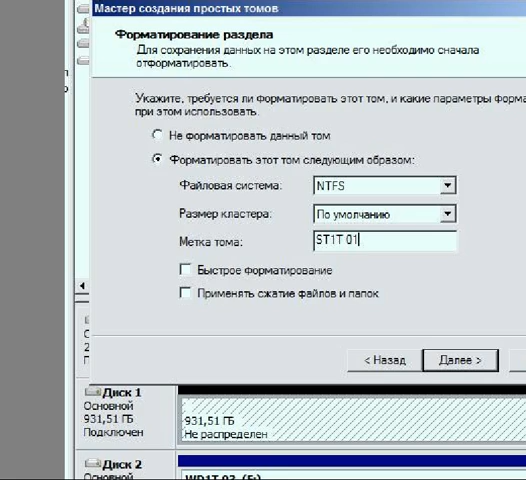 Мастер создания простых томов
Форматирование раздела
Для сохранения данных на этом разделе его необходимо сначала
отформатировать.
Укажите, требуется ли форматировать этот том, и какие параметры
при этом использовать.
Не форматировать данный том
Форматировать этот том следующим образом:
Файловая система:
NTFS
Размер кластера:
По умолчанию
Метка тома:
ST1T 01
Быстрое форматирование
Применять сжатие файлов и папок
< Назад
Далее >
Диск 1
Основной
931,51 ГБ
Подключен
931,51 ГБ
Не распределен
Диск 2
Основной